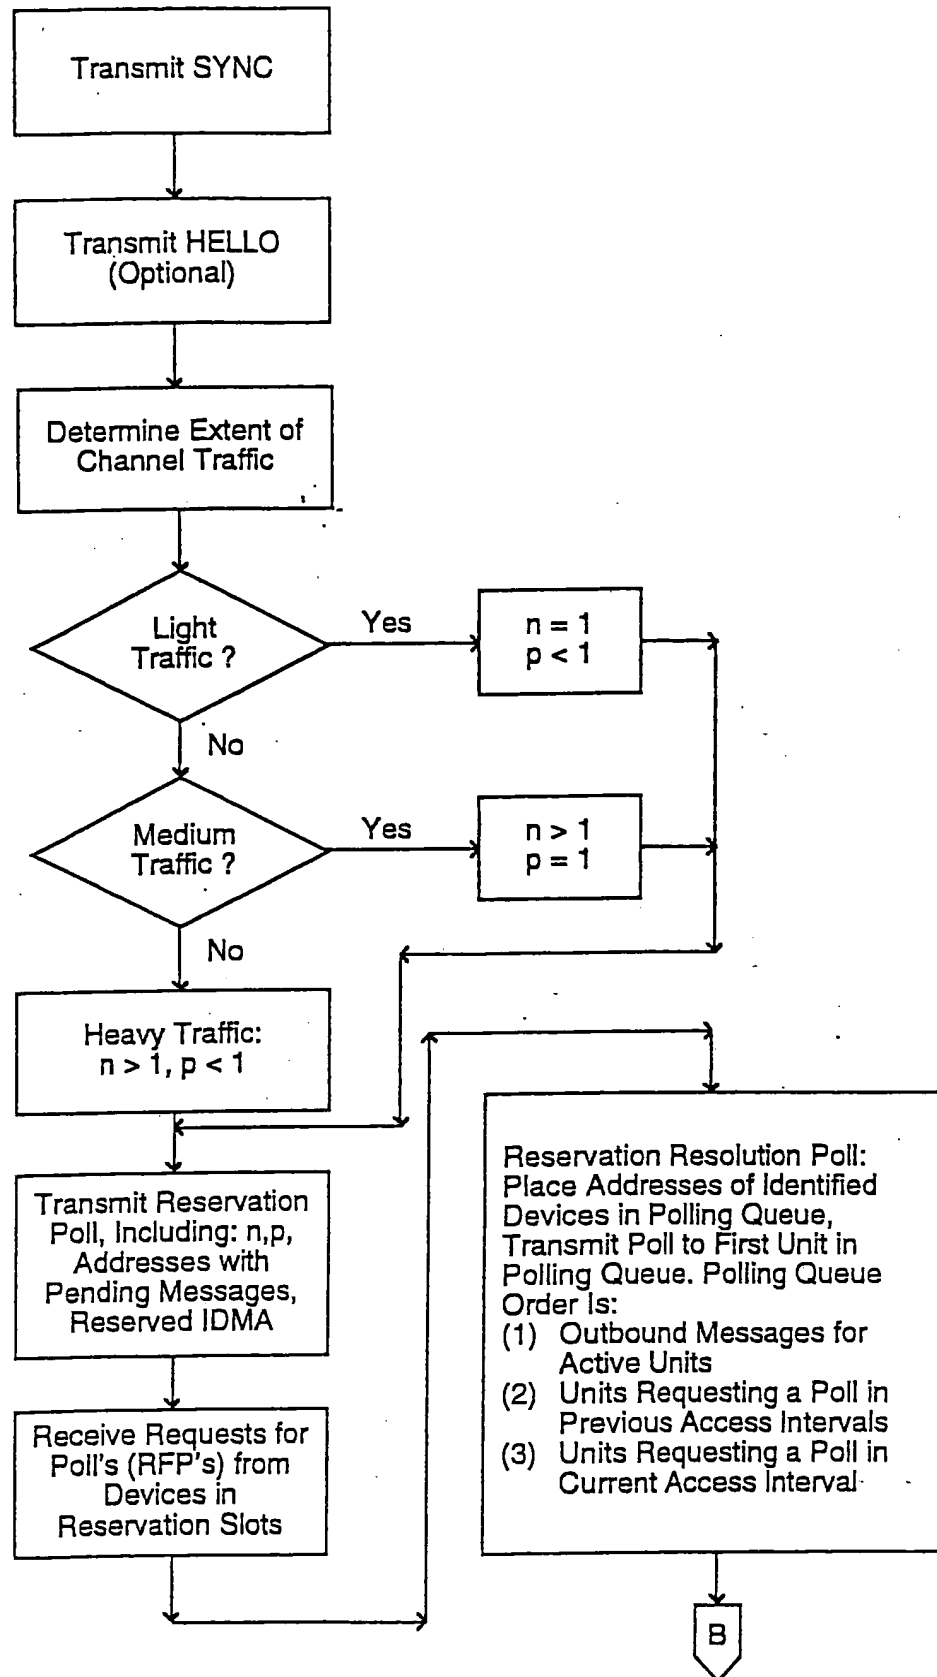 Transmit SYNC
Transmit HELLO
(Optional)
Determine Extent of
Channel Traffic
Light
Traffic ?
Yes
n = 1
p < 1
No
Medium
Traffic ?
Yes
n > 1
p = 1
No
Heavy Traffic:
n > 1, p < 1
Transmit Reservation
Poll, Including: n,p,
Addresses with
Pending Messages,
Reserved IDMA
Receive Requests for
Poll's (RFP's) from
Devices in
Reservation Slots
Reservation Resolution Poll:
Place Addresses of Identified
Devices in Polling Queue,
Transmit Poll to First Unit in
Polling Queue. Polling Queue
Order Is:
(1) Outbound Messages for
Active Units
(2) Units Requesting a Poll in
Previous Access Intervals
(3) Units Requesting a Poll in
Current Access Interval
B